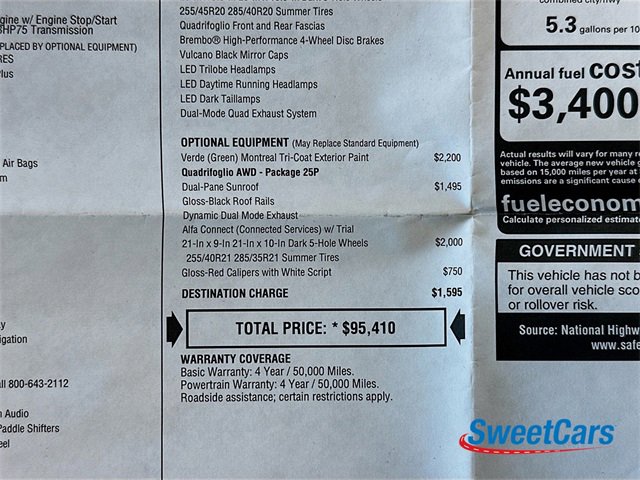 ngine w/ Engine Stop/Start
8HP75 Transmission
PLACED BY OPTIONAL EQUIPMENT)
RES
Plus
Air Bags
m
igation
all 800-643-2112
n Audio
Paddle Shifters
eel
255/45R20 285/40R20 Summer Tires
Quadrifoglio Front and Rear Fascias
Brembo® High-Performance 4-Wheel Disc Brakes
Vulcano Black Mirror Caps
LED Trilobe Headlamps
LED Daytime Running Headlamps
LED Dark Taillamps
Dual-Mode Quad Exhaust System
OPTIONAL EQUIPMENT (May Replace Standard Equipment)
Verde (Green) Montreal Tri-Coat Exterior Paint $2,200
Quadrifoglio AWD - Package 25P
Dual-Pane Sunroof $1,495
Gloss-Black Roof Rails
Dynamic Dual Mode Exhaust
Alfa Connect (Connected Services) w/ Trial
21-In x 9-In 21-In x 10-In Dark 5-Hole Wheels $2,000
255/40R21 285/35R21 Summer Tires
Gloss-Red Calipers with White Script $750
DESTINATION CHARGE $1,595
TOTAL PRICE: * $95,410
WARRANTY COVERAGE
Basic Warranty: 4 Year / 50,000 Miles.
Powertrain Warranty: 4 Year / 50,000 Miles.
Roadside assistance; certain restrictions apply.
combined city/hwy
5.3 gallons per 10
Annual fuel cost
$3,400
Actual results will vary for many r
vehicle. The average new vehicle g
based on 15,000 miles per year at
emissions are a significant cause
fueleconom
Calculate personalized estimate
GOVERNMENT
This vehicle has not b
for overall vehicle sco
or rollover risk.
Source: National Highw
www.safe
SweetCars